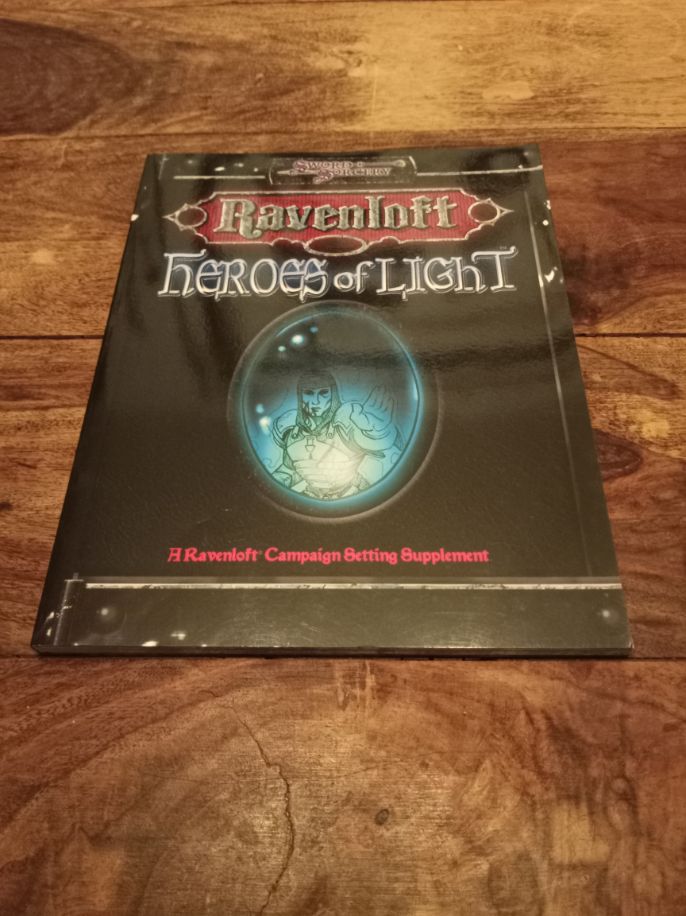 Sword & Sorcery
Ravenloft
HEROES of LIGHT
A Ravenloft® Campaign Setting Supplement